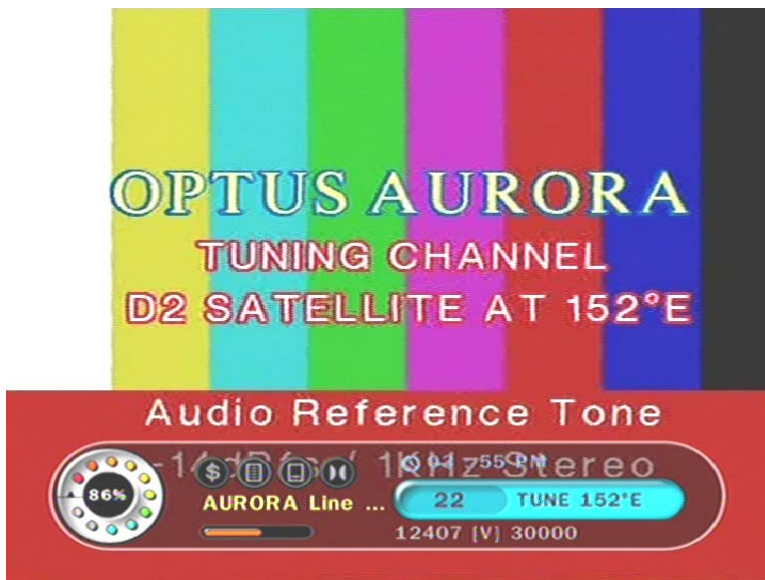 OPTUS AURORA
TUNING CHANNEL
D2 SATELLITE AT 152°E
Audio Reference Tone
1KHz Stereo
PM
86%
$
AURORA Line ...
22 TUNE 152°E
12407 [V] 30000